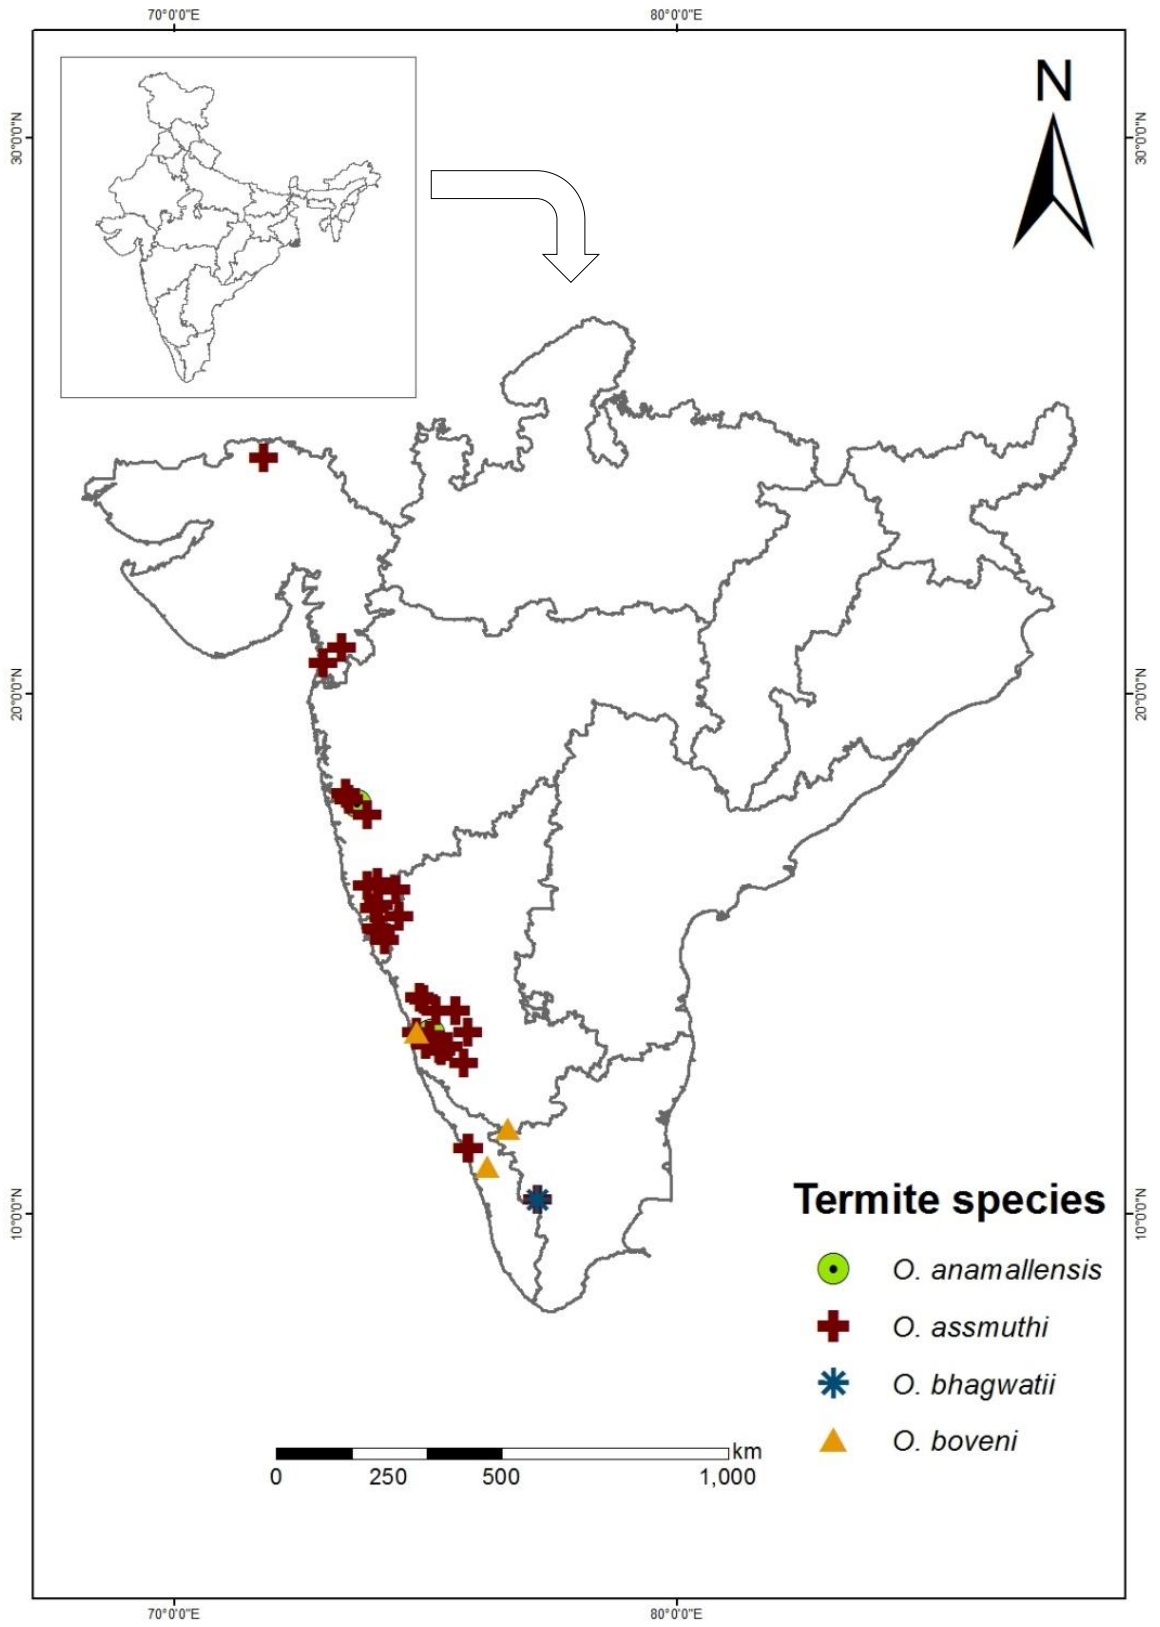 70°0'0"E 80°0'0"E
N
30°0'0"N 30°0'0"N
20°0'0"N 20°0'0"N
10°0'0"N 10°0'0"N
Termite species
O. anamallensis
O. assmuthi
O. bhagwatii
O. boveni
km
0 250 500 1,000
70°0'0"E 80°0'0"E